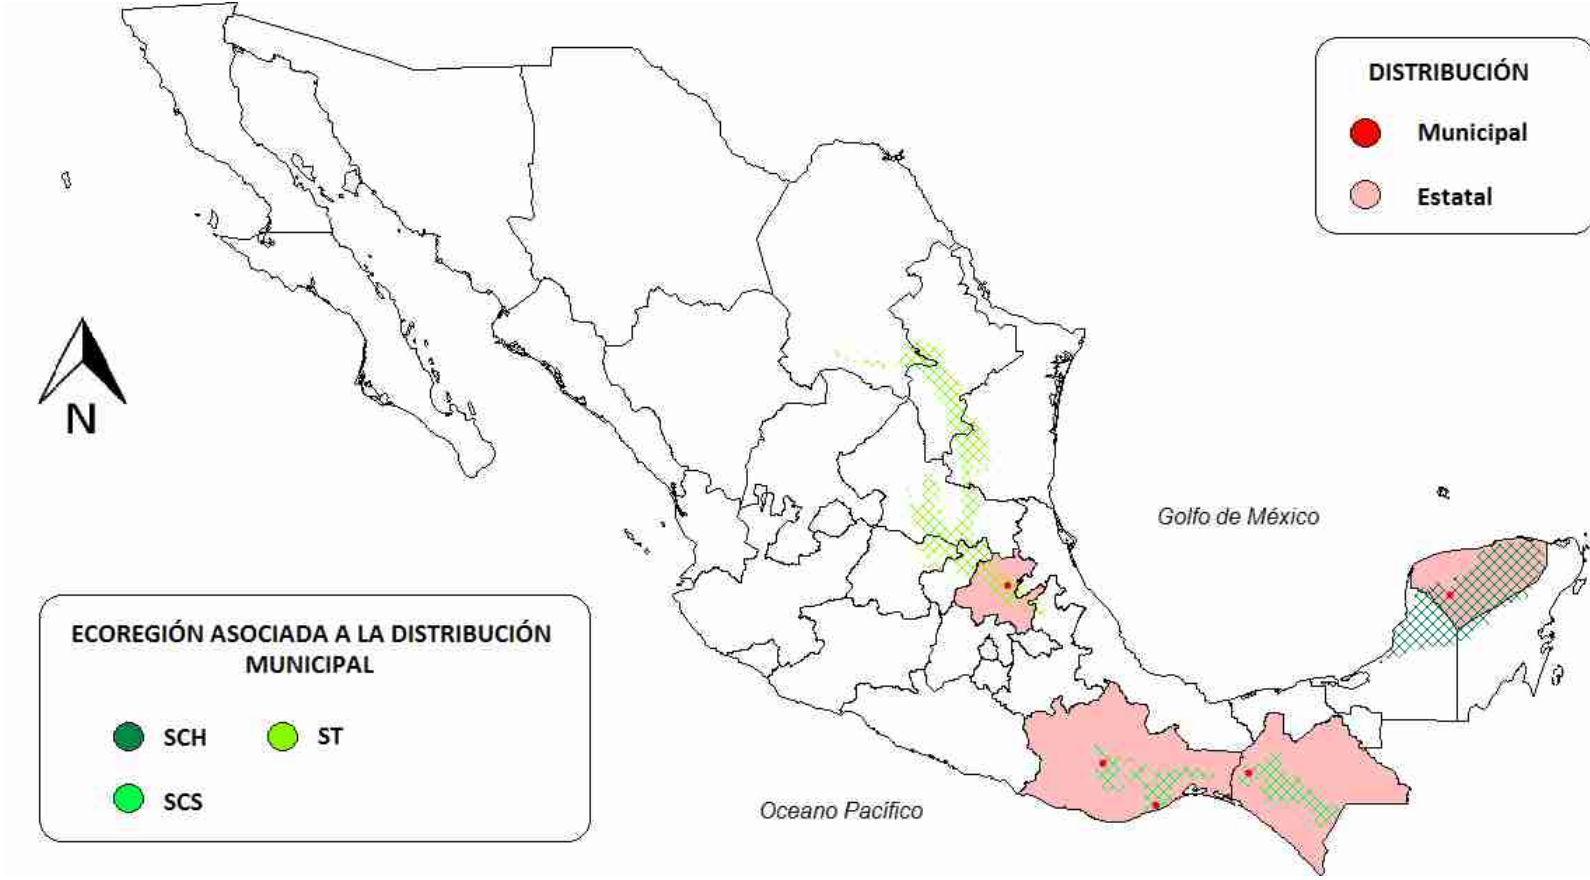 DISTRIBUCIÓN
Municipal
Estatal
N
Golfo de México
ECOREGIÓN ASOCIADA A LA DISTRIBUCIÓN
MUNICIPAL
SCH
ST
SCS
Oceano Pacífico